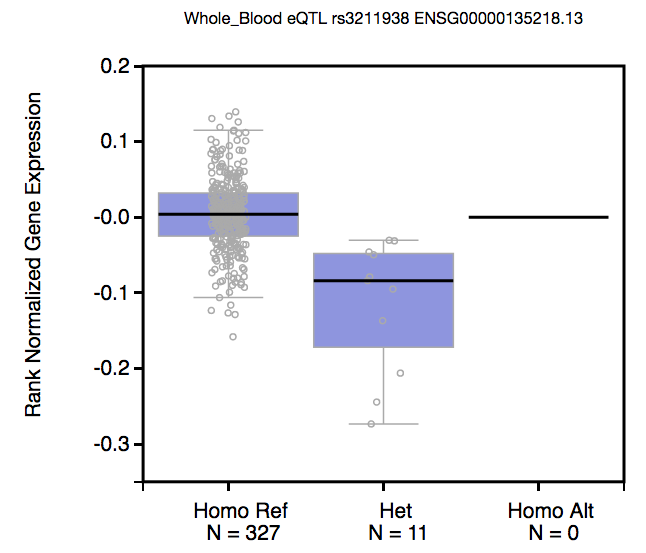 Whole_Blood eQTL rs3211938 ENSG00000135218.13
Rank Normalized Gene Expression
0.2
0.1
-0.0
-0.1
-0.2
-0.3
Homo Ref Het Homo Alt
N = 327 N = 11 N = 0